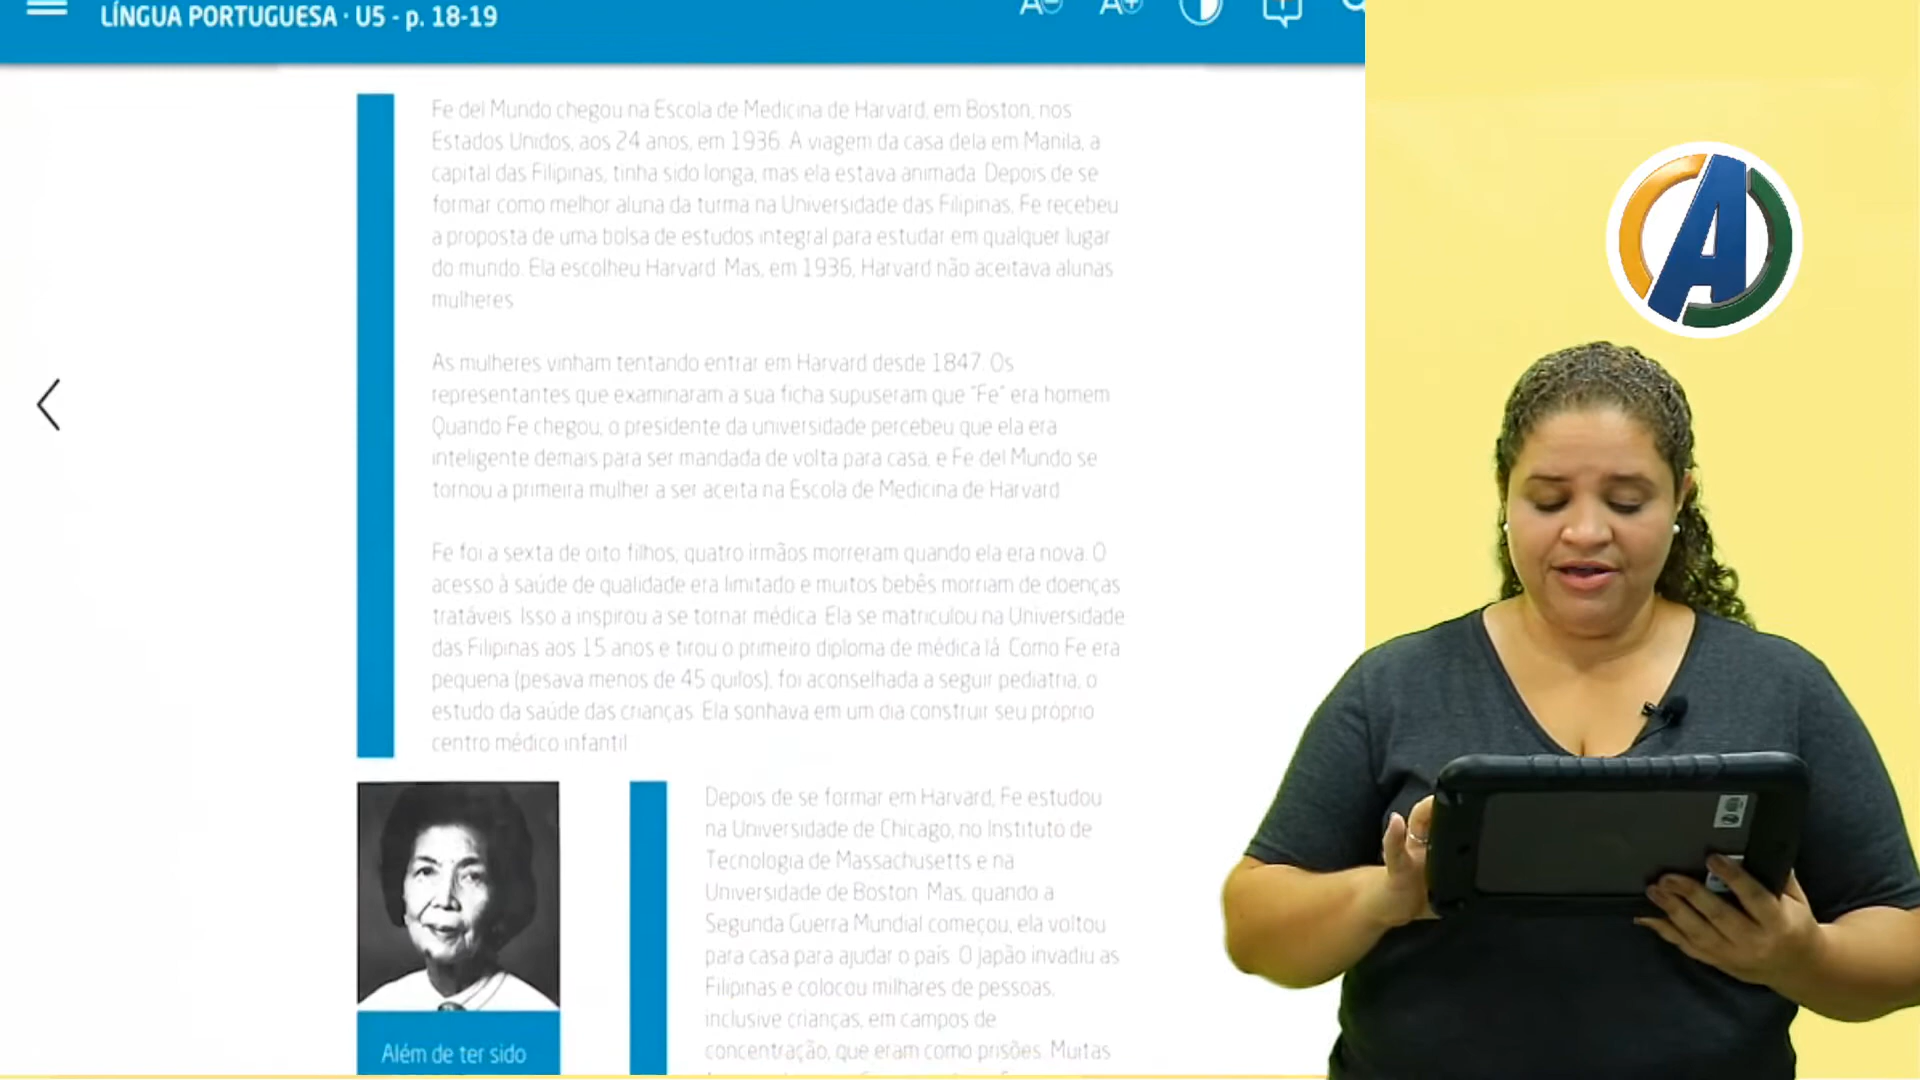 LÍNGUA PORTUGUESA · U5 - p. 18-19
A- A+
Fe del Mundo chegou na Escola de Medicina de Harvard, em Boston, nos
Estados Unidos, aos 24 anos, em 1936. A viagem da casa dela em Manila, a
capital das Filipinas, tinha sido longa, mas ela estava animada. Depois de se
formar como melhor aluna da turma na Universidade das Filipinas, Fe recebeu
a proposta de uma bolsa de estudos integral para estudar em qualquer lugar
do mundo. Ela escolheu Harvard. Mas, em 1936, Harvard não aceitava alunas
mulheres.
As mulheres vinham tentando entrar em Harvard desde 1847. Os
representantes que examinaram a sua ficha supuseram que "Fe" era homem.
Quando Fe chegou, o presidente da universidade percebeu que ela era
inteligente demais para ser mandada de volta para casa, e Fe del Mundo se
tornou a primeira mulher a ser aceita na Escola de Medicina de Harvard.
Fe foi a sexta de oito filhos; quatro irmãos morreram quando ela era nova. O
acesso à saúde de qualidade era limitado e muitos bebês morriam de doenças
tratáveis. Isso a inspirou a se tornar médica. Ela se matriculou na Universidade
das Filipinas aos 15 anos e tirou o primeiro diploma de médica lá. Como Fe era
pequena (pesava menos de 45 quilos), foi aconselhada a seguir pediatria, o
estudo da saúde das crianças. Ela sonhava em um dia construir seu próprio
centro médico infantil.
Além de ter sido
Depois de se formar em Harvard, Fe estudou
na Universidade de Chicago, no Instituto de
Tecnologia de Massachusetts e na
Universidade de Boston. Mas, quando a
Segunda Guerra Mundial começou, ela voltou
para casa para ajudar o país. O Japão invadiu as
Filipinas e colocou milhares de pessoas,
inclusive crianças, em campos de
concentração, que eram como prisões. Muitas
A